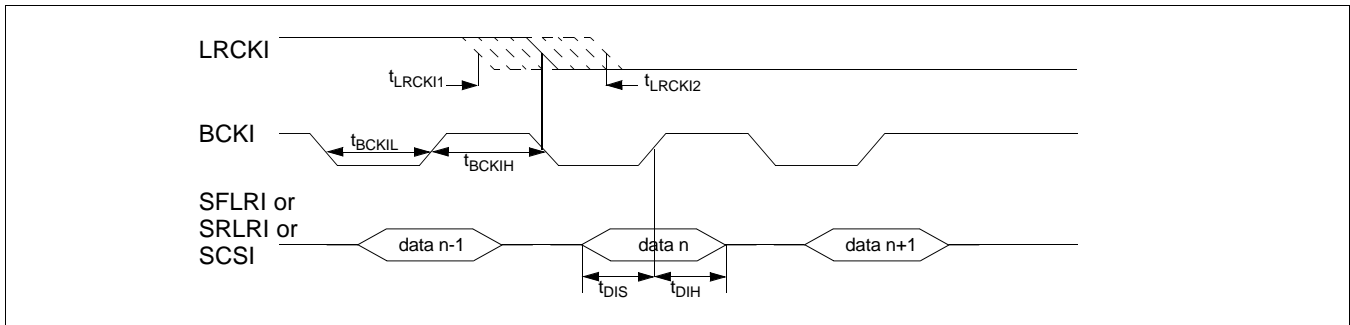 LRCKI
tLRCKI1
tLRCKI2
BCKI
tBCKIL
tBCKIH
SFLRI or
SRLRI or
SCSI
data n-1
data n
data n+1
tDIS
tDIH